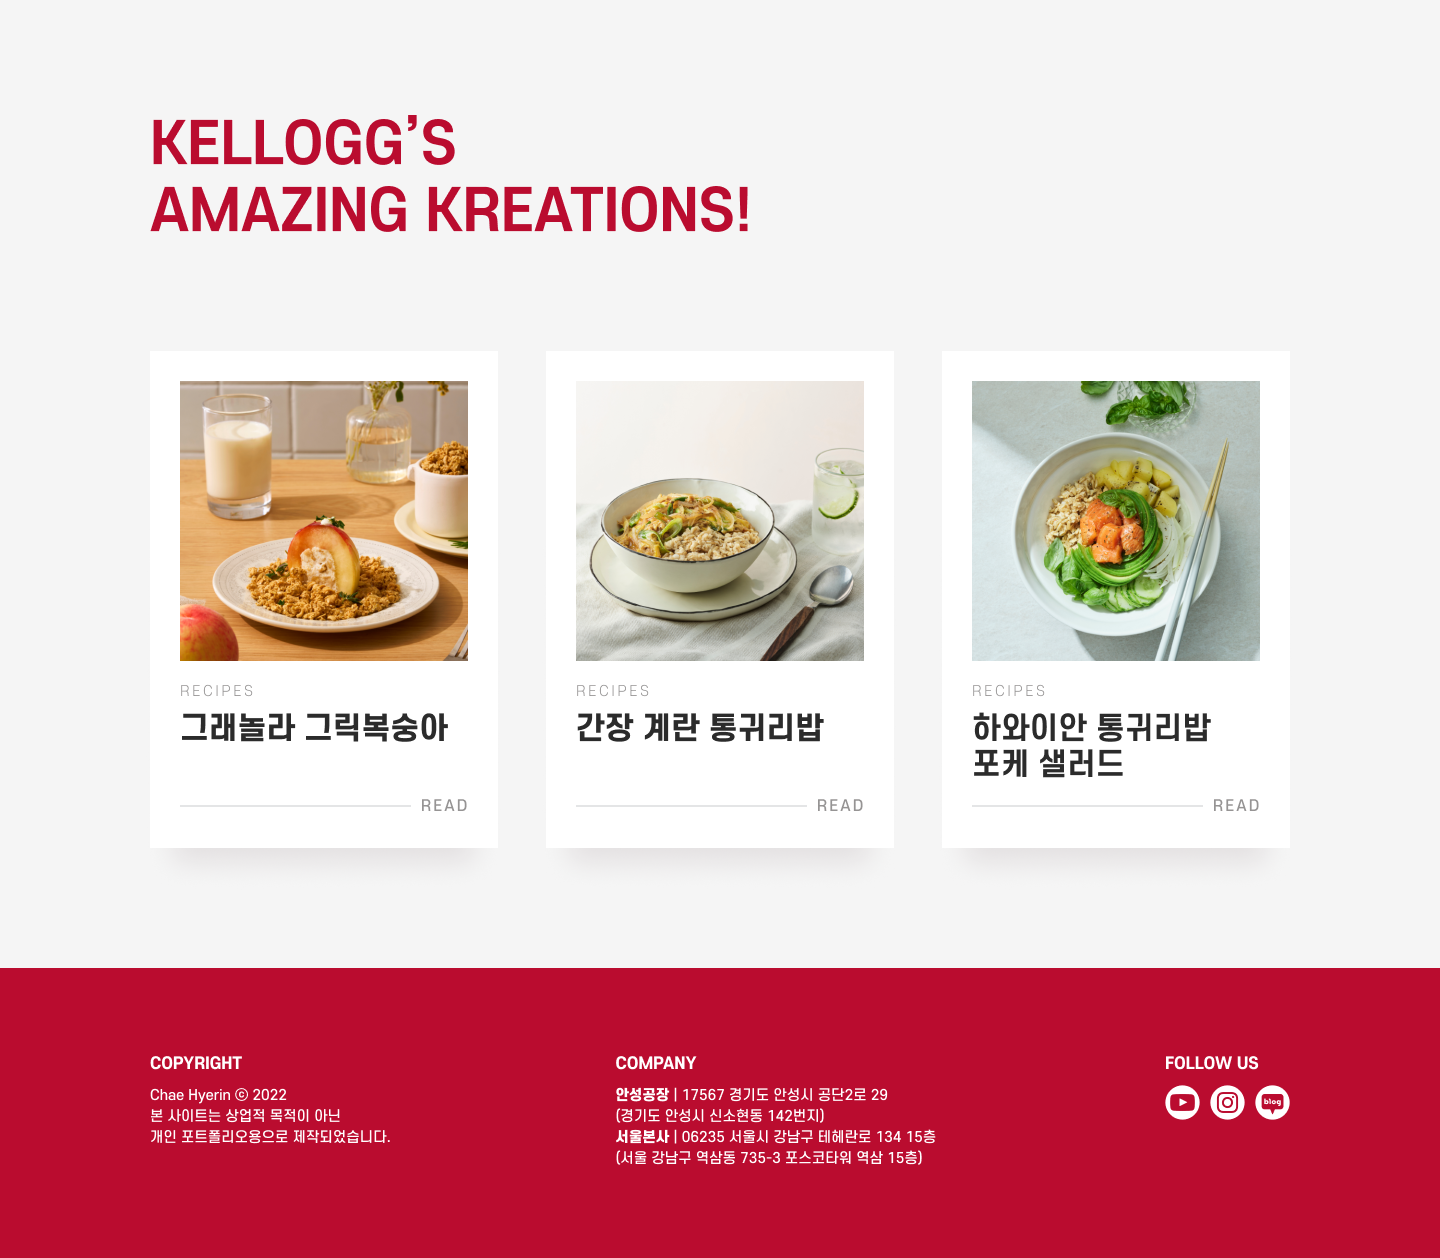 KELLOGG’S
AMAZING KREATIONS!
RECIPES
그래놀라 그릭복숭아
READ
RECIPES
간장 계란 통귀리밥
READ
RECIPES
하와이안 통귀리밥
포케 샐러드
READ
COPYRIGHT
Chae Hyerin ⓒ 2022
본 사이트는 상업적 목적이 아닌
개인 포트폴리오용으로 제작되었습니다.
COMPANY
안성공장 | 17567 경기도 안성시 공단2로 29
(경기도 안성시 신소현동 142번지)
서울본사 | 06235 서울시 강남구 테헤란로 134 15층
(서울 강남구 역삼동 735-3 포스코타워 역삼 15층)
FOLLOW US
blog